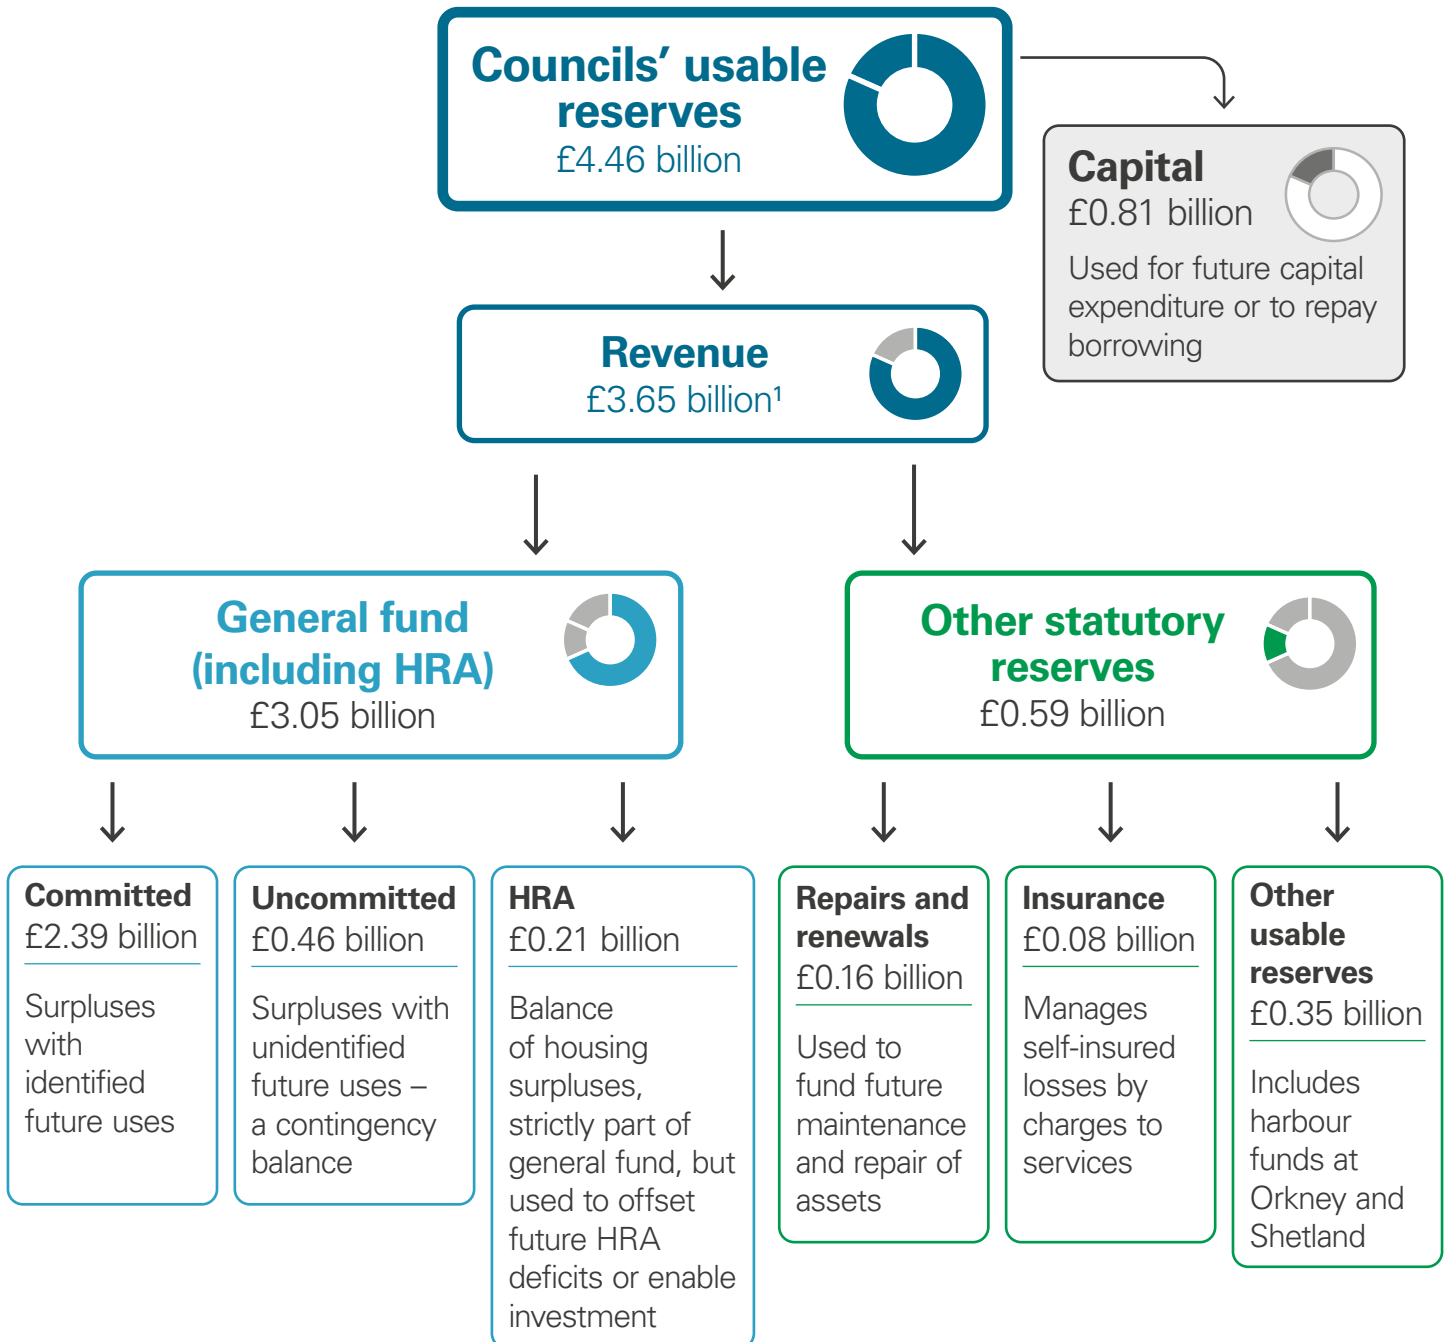 Councils’ usable
reserves
£4.46 billion
Capital
£0.81 billion
Used for future capital
expenditure or to repay
borrowing
Revenue
£3.65 billion¹
General fund
(including HRA)
£3.05 billion
Other statutory
reserves
£0.59 billion
Committed
£2.39 billion
Surpluses
with
identified
future uses
Uncommitted
£0.46 billion
Surpluses with
unidentified
future uses –
a contingency
balance
HRA
£0.21 billion
Balance
of housing
surpluses,
strictly part of
general fund, but
used to offset
future HRA
deficits or enable
investment
Repairs and
renewals
£0.16 billion
Used to
fund future
maintenance
and repair of
assets
Insurance
£0.08 billion
Manages
self-insured
losses by
charges to
services
Other
usable
reserves
£0.35 billion
Includes
harbour
funds at
Orkney and
Shetland